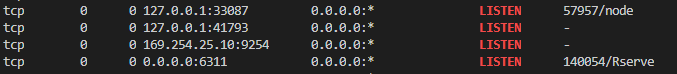 tcp 0 0 127.0.0.1:33087 0.0.0.0:* LISTEN 57957/node
tcp 0 0 127.0.0.1:41793 0.0.0.0:* LISTEN -
tcp 0 0 169.254.25.10:9254 0.0.0.0:* LISTEN -
tcp 0 0 0.0.0.0:6311 0.0.0.0:* LISTEN 140054/Rserve